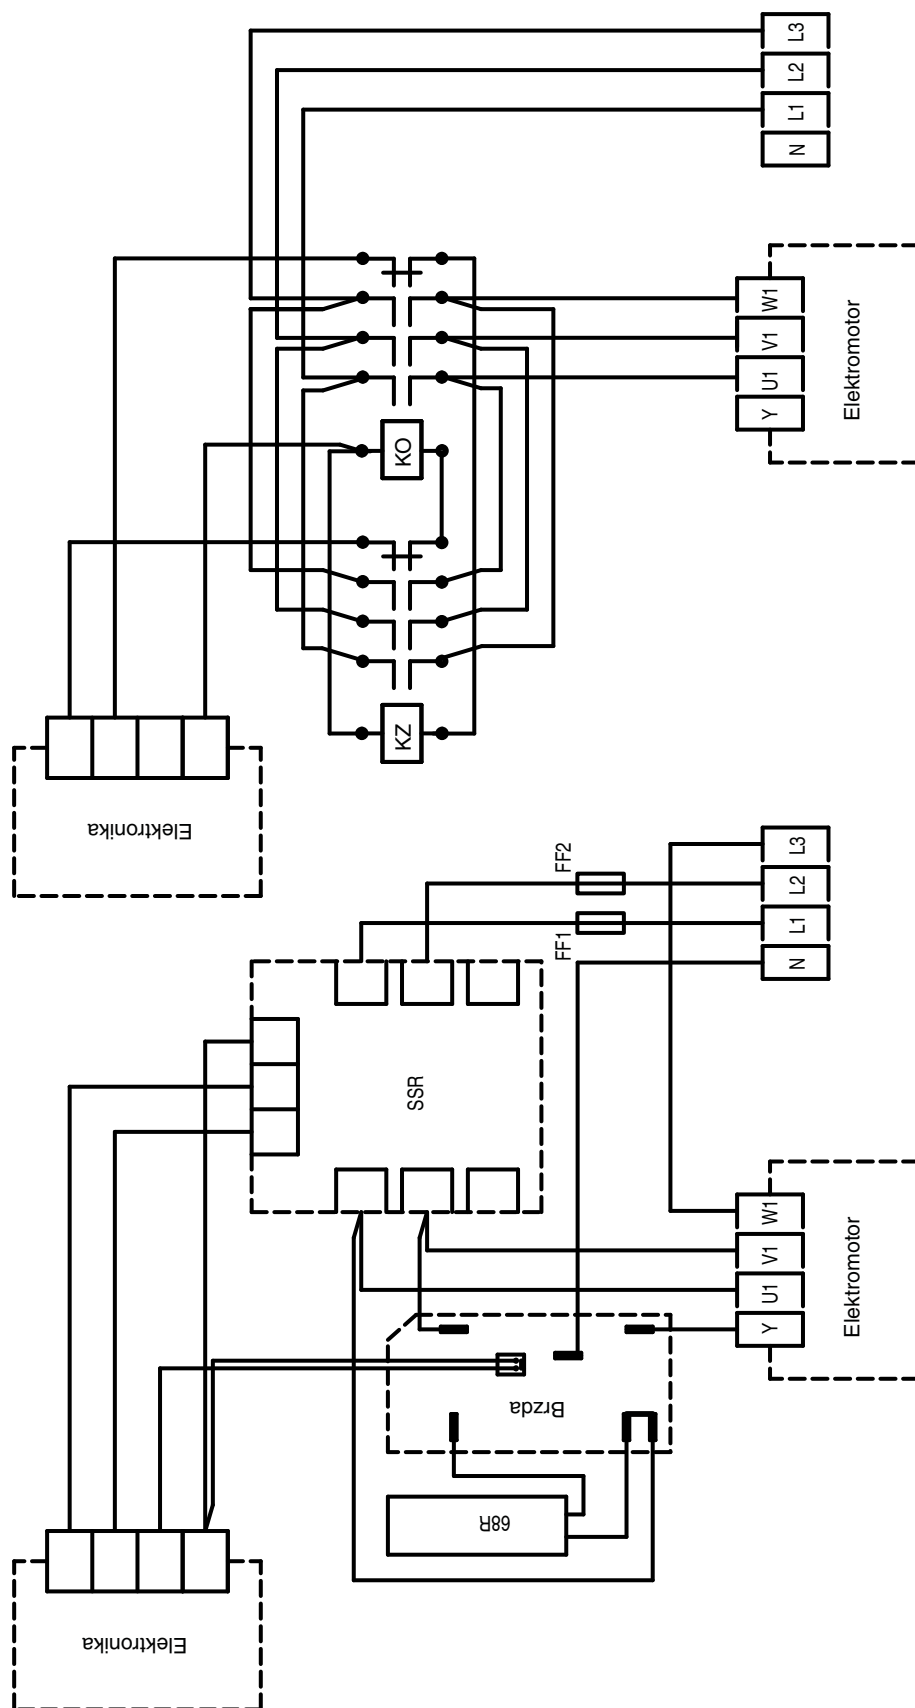 L3
L2
L1
N
W1
V1
U1
Y
Elektromotor
KO
KZ
Elektronika
L3
L2
L1
N
FF2
FF1
SSR
W1
V1
U1
Y
Elektromotor
Brzda
68R
Elektronika